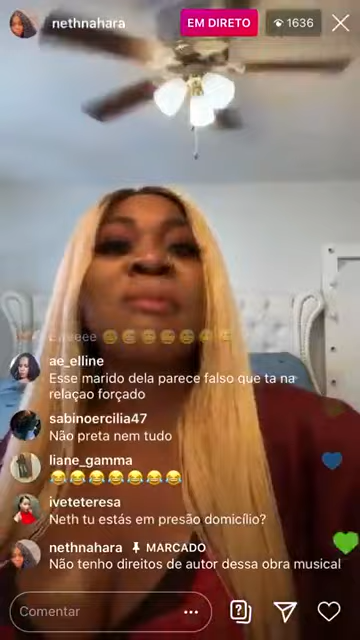 nethnahara
EM DIRETO
1636
ae_elline
Esse marido dela parece falso que ta na
relaçao forçado
sabinoercilia47
Não preta nem tudo
liane_gamma
😂😂😂😂😂😂😂
iveteteresa
Neth tu estás em presão domicílio?
nethnahara MARCADO
Não tenho direitos de autor dessa obra musical
Comentar